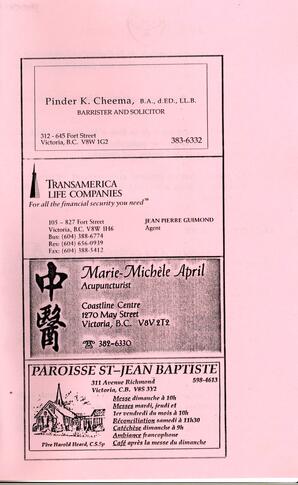 Pinder K. Cheema, B.A., d.ED., LL.B.
BARRISTER AND SOLICITOR
312 - 645 Fort Street
Victoria, B.C. V8W 1G2
383-6332
TRANSAMERICA
LIFE COMPANIES
For all the financial security you need™
105 – 827 Fort Street
Victoria, B.C. V8W 1H6
Bus: (604) 388-6774
Res: (604) 656-0939
Fax: (604) 388-5412
JEAN PIERRE GUIMOND
Agent
中醫
Marie-Michèle April
Acupuncturist
Coastline Centre
1270 May Street
Victoria, B.C. V8V 2T2
☎ 382-6330
PAROISSE ST–JEAN BAPTISTE
311 Avenue Richmond
Victoria, C.B. V8S 3Y2
598-4613
Messe dimanche à 10h
Messes mardi, jeudi et
1er vendredi du mois à 10h
Réconciliation samedi à 11h30
Catéchèse dimanche à 9h
Ambiance francophone
Café après la messe du dimanche
Père Harold Heard, C.S.Sp